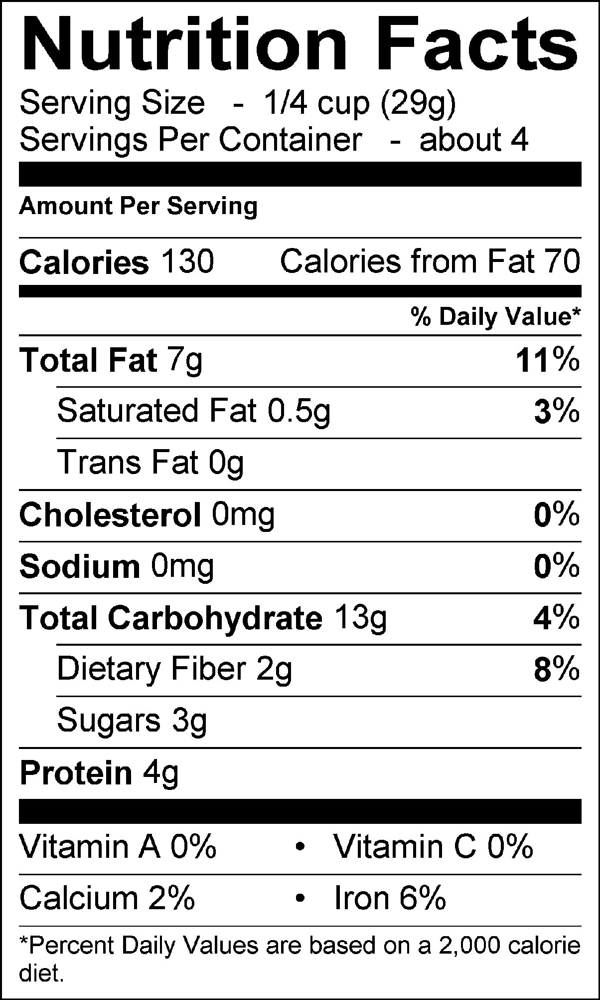 Nutrition Facts
Serving Size - 1/4 cup (29g)
Servings Per Container - about 4
Amount Per Serving
Calories 130 Calories from Fat 70
% Daily Value*
Total Fat 7g 11%
Saturated Fat 0.5g 3%
Trans Fat 0g
Cholesterol 0mg 0%
Sodium 0mg 0%
Total Carbohydrate 13g 4%
Dietary Fiber 2g 8%
Sugars 3g
Protein 4g
Vitamin A 0% • Vitamin C 0%
Calcium 2% • Iron 6%
*Percent Daily Values are based on a 2,000 calorie
diet.